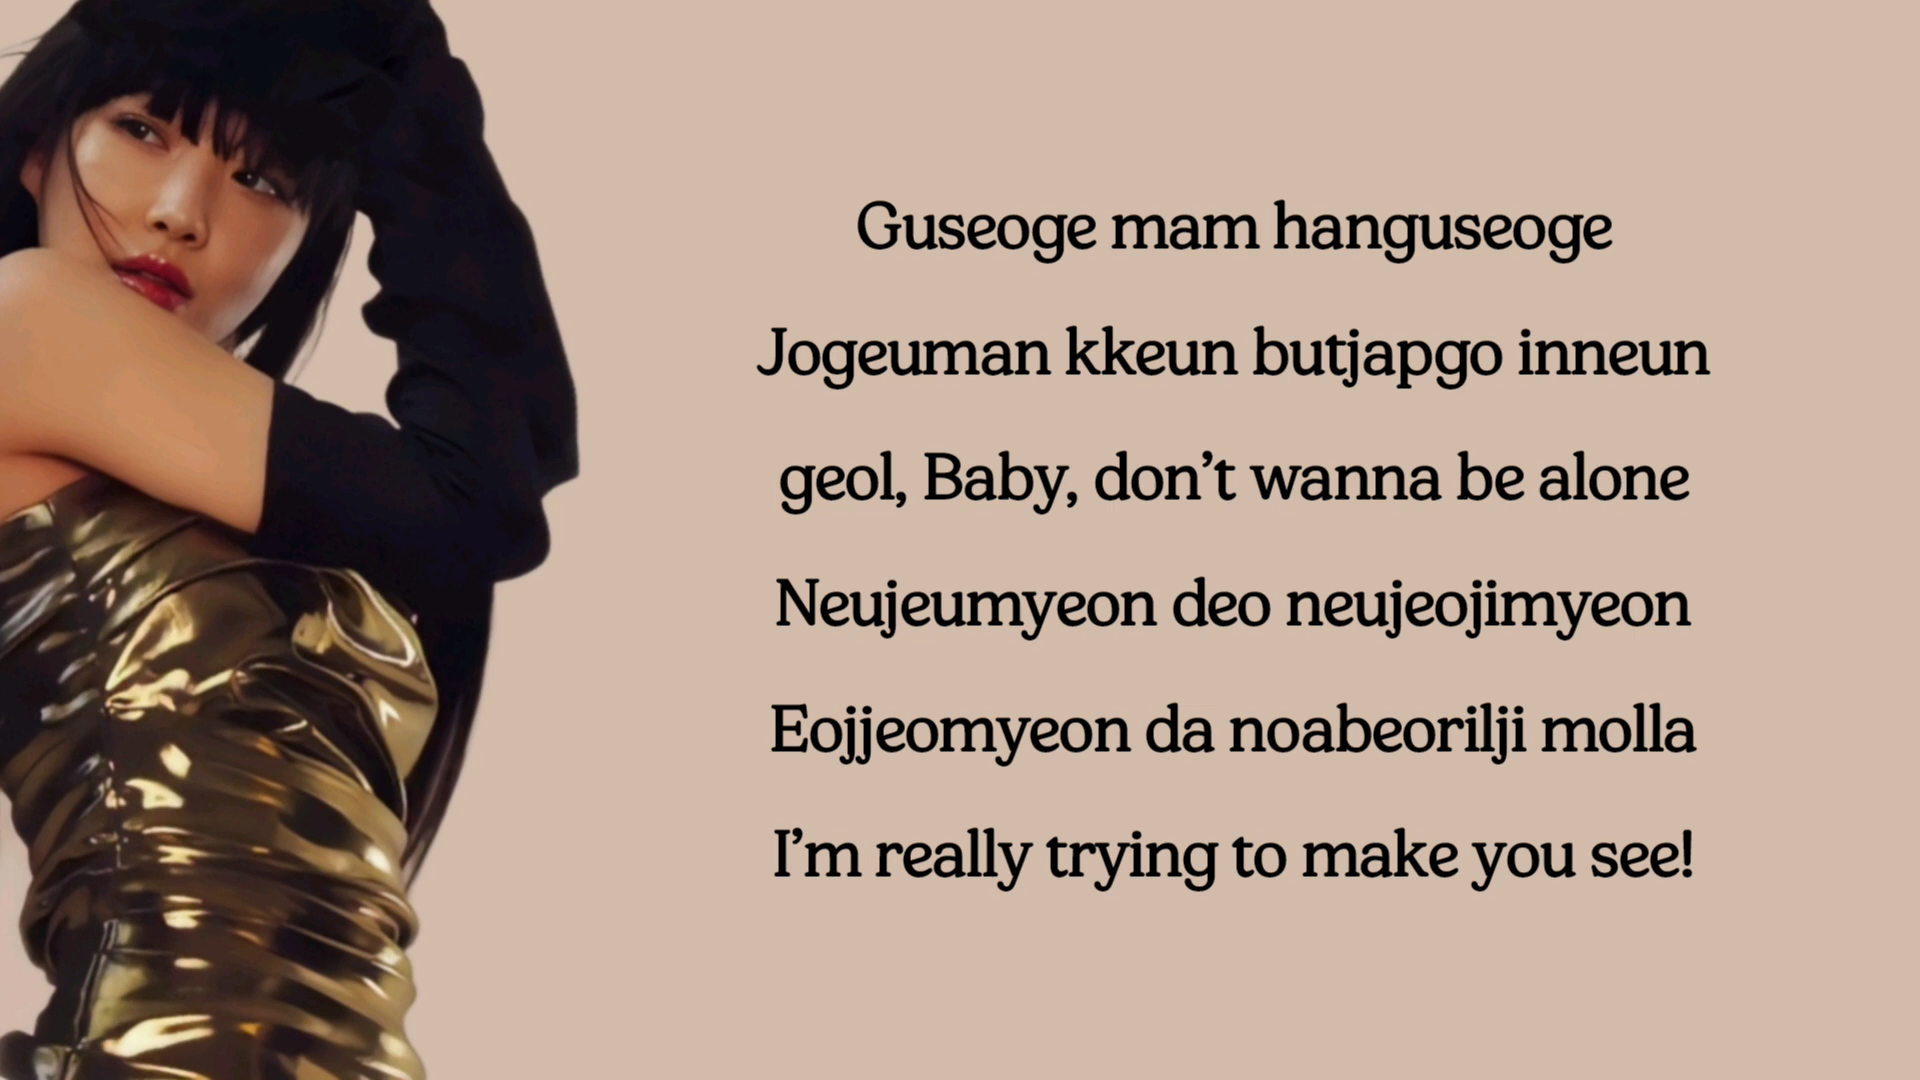 Guseoge mam hanguseoge
Jogeuman kkeun butjapgo inneun
geol, Baby, don’t wanna be alone
Neujeumyeon deo neujeojimyeon
Eojjeomyeon da noabeorilji molla
I’m really trying to make you see!